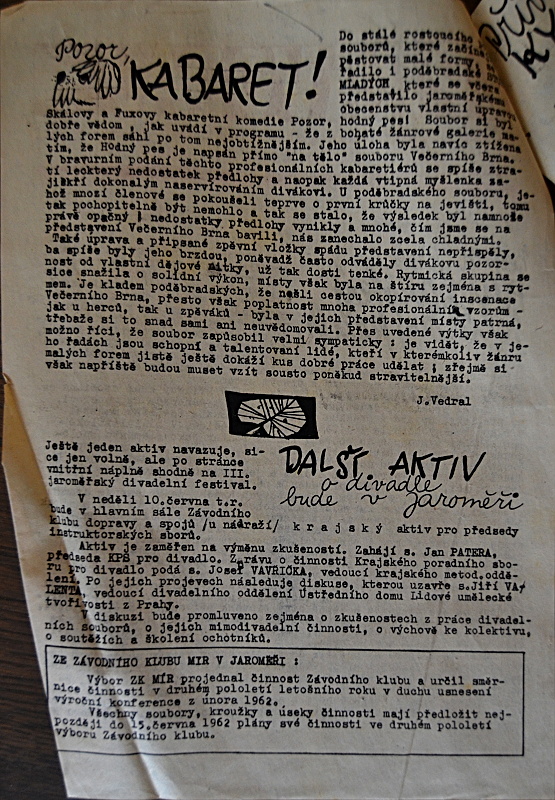 Pozor,
KABARET!
Do stále rostoucího
souborů, které začín
pěstovat malé formy,
řadilo i poděbradské
MLADÝCH které se včera
představilo jaroměřskému
obecenstvu vlastní úpravou
Skálovy a Fuxovy kabaretní komedie Pozor, hodný pes! Soubor si byl
dobře vědom - jak uvádí v programu - že z bohaté žánrové galerie ma-
lých forem sáhl po tom nejobtížnějším. Jeho úloha byla navíc ztížena
tím, že Hodný pes je napsán přímo "na tělo" souboru Večerního Brna.
V bravurním podání těchto profesionálních kabaretiérů se spíše ztra-
tí leckterý nedostatek předlohy a naopak každá vtipná myšlenka za-
jiskří dokonalým naservírováním divákovi. U poděbradského souboru, je-
hož mnozí členové se pokoušeli teprve o první krůčky na jevišti, tomu
tak pochopitelně být nemohlo a tak se stalo, že výsledek byl namnoze
právě opačný: nedostatky předlohy vynikly a mnohé, čím jsme se na
představení Večerního Brna bavili, nás zanechalo zcela chladnými.
Také úprava a připsané zpěvní vložky spádu představení nepřispěly,
a spíše byly jeho brzdou, poněvadž často odváděly divákovu pozor-
nost od vlastní dějové nitky, už tak dosti tenké. Rytmická skupina se
sice snažila o solidní výkon, místy však byla na štíru zejména s ryt-
mem. Je kladem poděbradských, že nešli cestou okopírování inscenace
Večerního Brna, přesto však poplatnost mnoha profesionálním vzorům -
jak u herců, tak u zpěváků - byla v jejich představení místy patrná,
třebaže si to snad sami ani neuvědomovali. Přes uvedené výtky však
možno říci, že soubor zapůsobil velmi sympaticky : je vidět, že v je-
ho řadách jsou schopní a talentovaní lidé, kteří v kterémkoliv žánru
malých forem jistě ještě dokáží kus dobré práce udělat ; zřejmě si
však napříště budou muset vzít sousto poněkud stravitelnější.
J.Vedral
DALŠÍ AKTIV
o divadle
bude v Jaroměři
Ještě jeden aktiv navazuje, si-
ce jen volně, ale po stránce
vnitřní náplně shodně na III.
jaroměřský divadelní festival.
V neděli 10.června t.r.
bude v hlavním sále Závodního
klubu dopravy a spojů /u nádraží/ krajský aktiv pro předsedy
instruktorských sborů.
Aktiv je zaměřen na výměnu zkušeností. Zahájí s. Jan PATERA,
předseda KPS pro divadlo. Zprávu o činnosti Krajského poradního sbo-
ru pro divadlo podá s. Josef VAVŘIČKA, vedoucí krajského metod.oddě-
lení. Po jejich projevech následuje diskuse, kterou uzavře s.Jiří VA
LENTA, vedoucí divadelního oddělení Ústředního domu Lidové umělecké
tvořivosti z Prahy.
V diskuzi bude promluveno zejména o zkušenostech z práce divadel-
ních souborů, o jejich mimodivadelní činnosti, o výchově ke kolektivu,
o soutěžích a školení ochotníků.
ZE ZÁVODNÍHO KLUBU MÍR V JAROMĚŘI :
Výbor ZK MÍR projednal činnost Závodního klubu a určil směr-
nice činnosti v druhém pololetí letošního roku v duchu usnesení
výroční konference z února 1962.
Všechny soubory, kroužky a úseky činnosti mají předložit nej-
později do 15.června 1962 plány své činnosti ve druhém pololetí
výboru Závodního klubu.